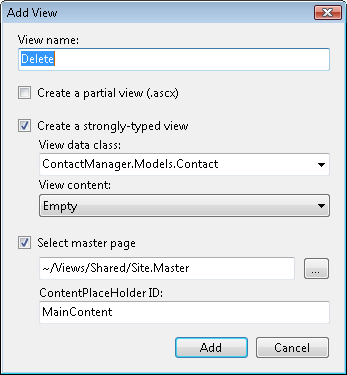 Add View
View name:
Delete
Create a partial view (.ascx)
Create a strongly-typed view
View data class:
ContactManager.Models.Contact
View content:
Empty
Select master page
~/Views/Shared/Site.Master
...
ContentPlaceHolder ID:
MainContent
Add Cancel